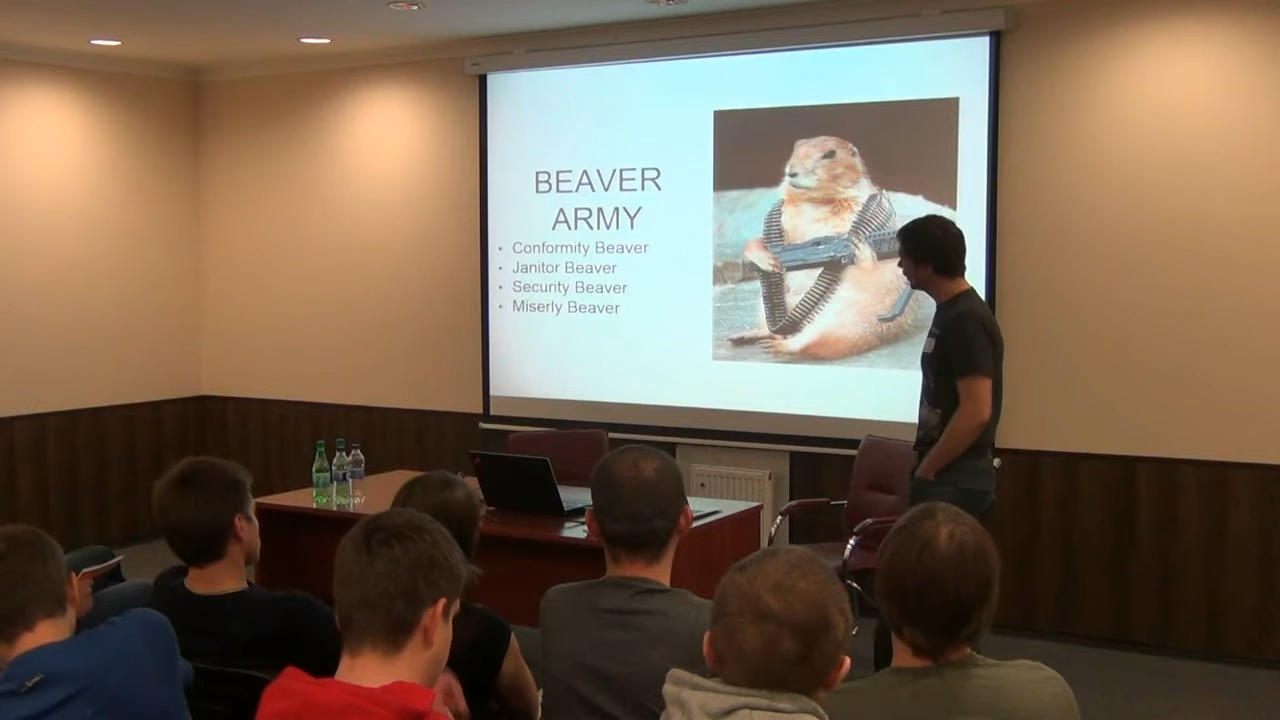 BEAVER
ARMY
• Conformity Beaver
• Janitor Beaver
• Security Beaver
• Miserly Beaver